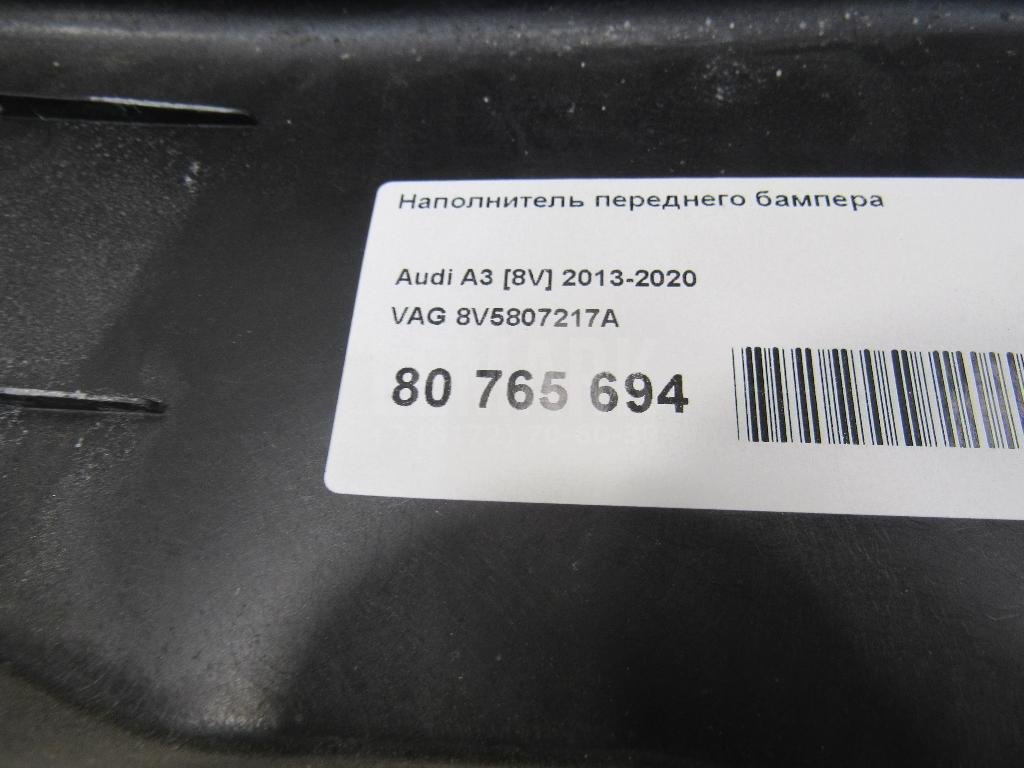 Наполнитель переднего бампера
Audi A3 [8V] 2013-2020
VAG 8V5807217A
80 765 694